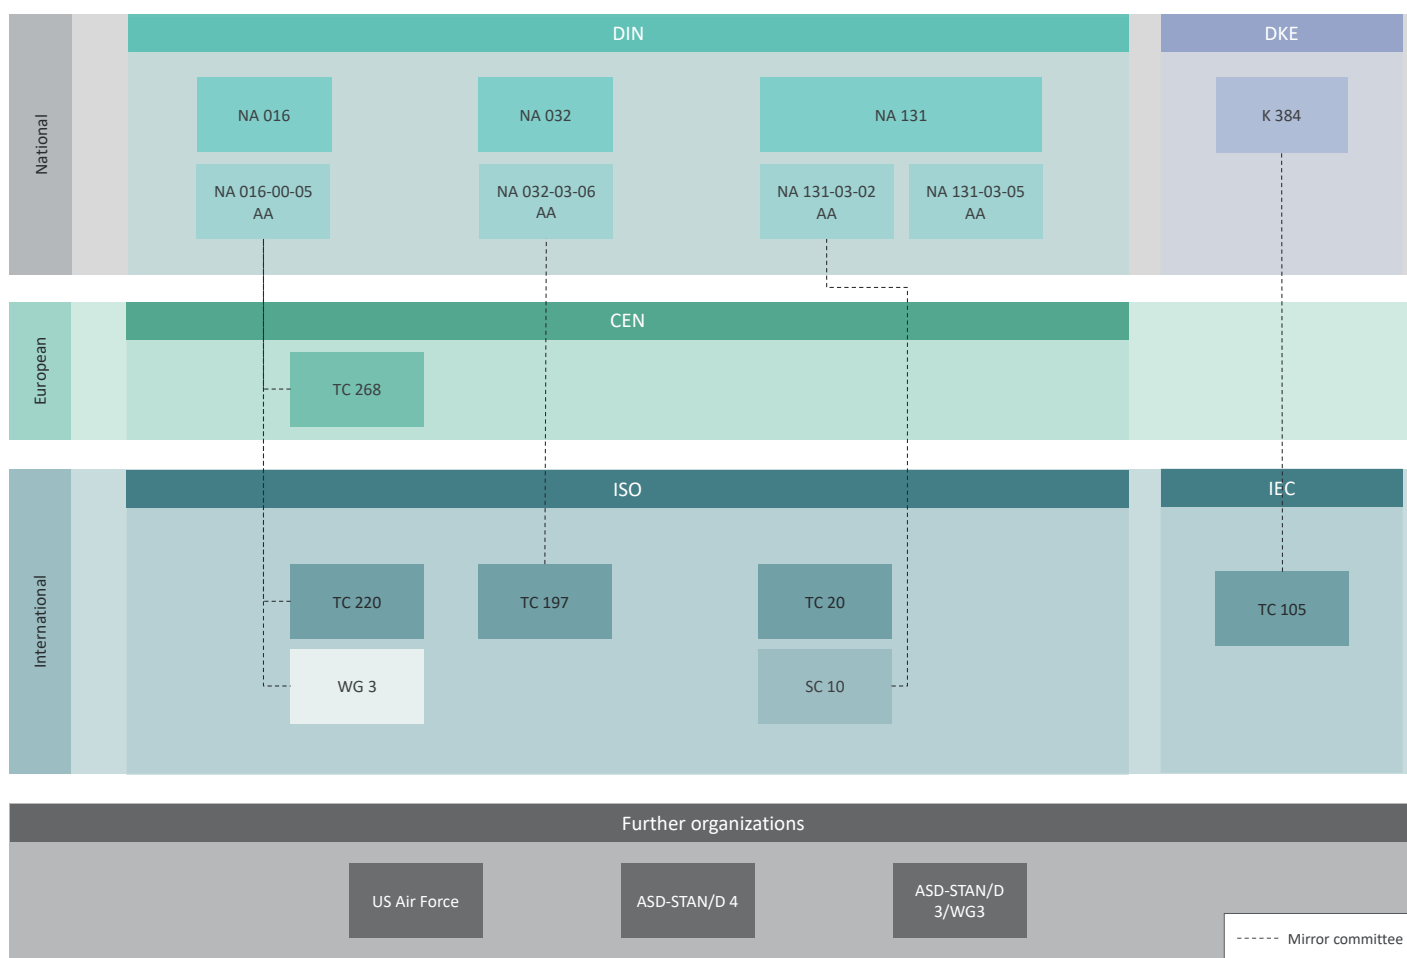 National
DIN
DKE
NA 016
NA 032
NA 131
K 384
NA 016-00-05
AA
NA 032-03-06
AA
NA 131-03-02
AA
NA 131-03-05
AA
European
CEN
TC 268
International
ISO
IEC
TC 220
TC 197
TC 20
TC 105
WG 3
SC 10
Further organizations
US Air Force
ASD-STAN/D 4
ASD-STAN/D
3/WG3
Mirror committee